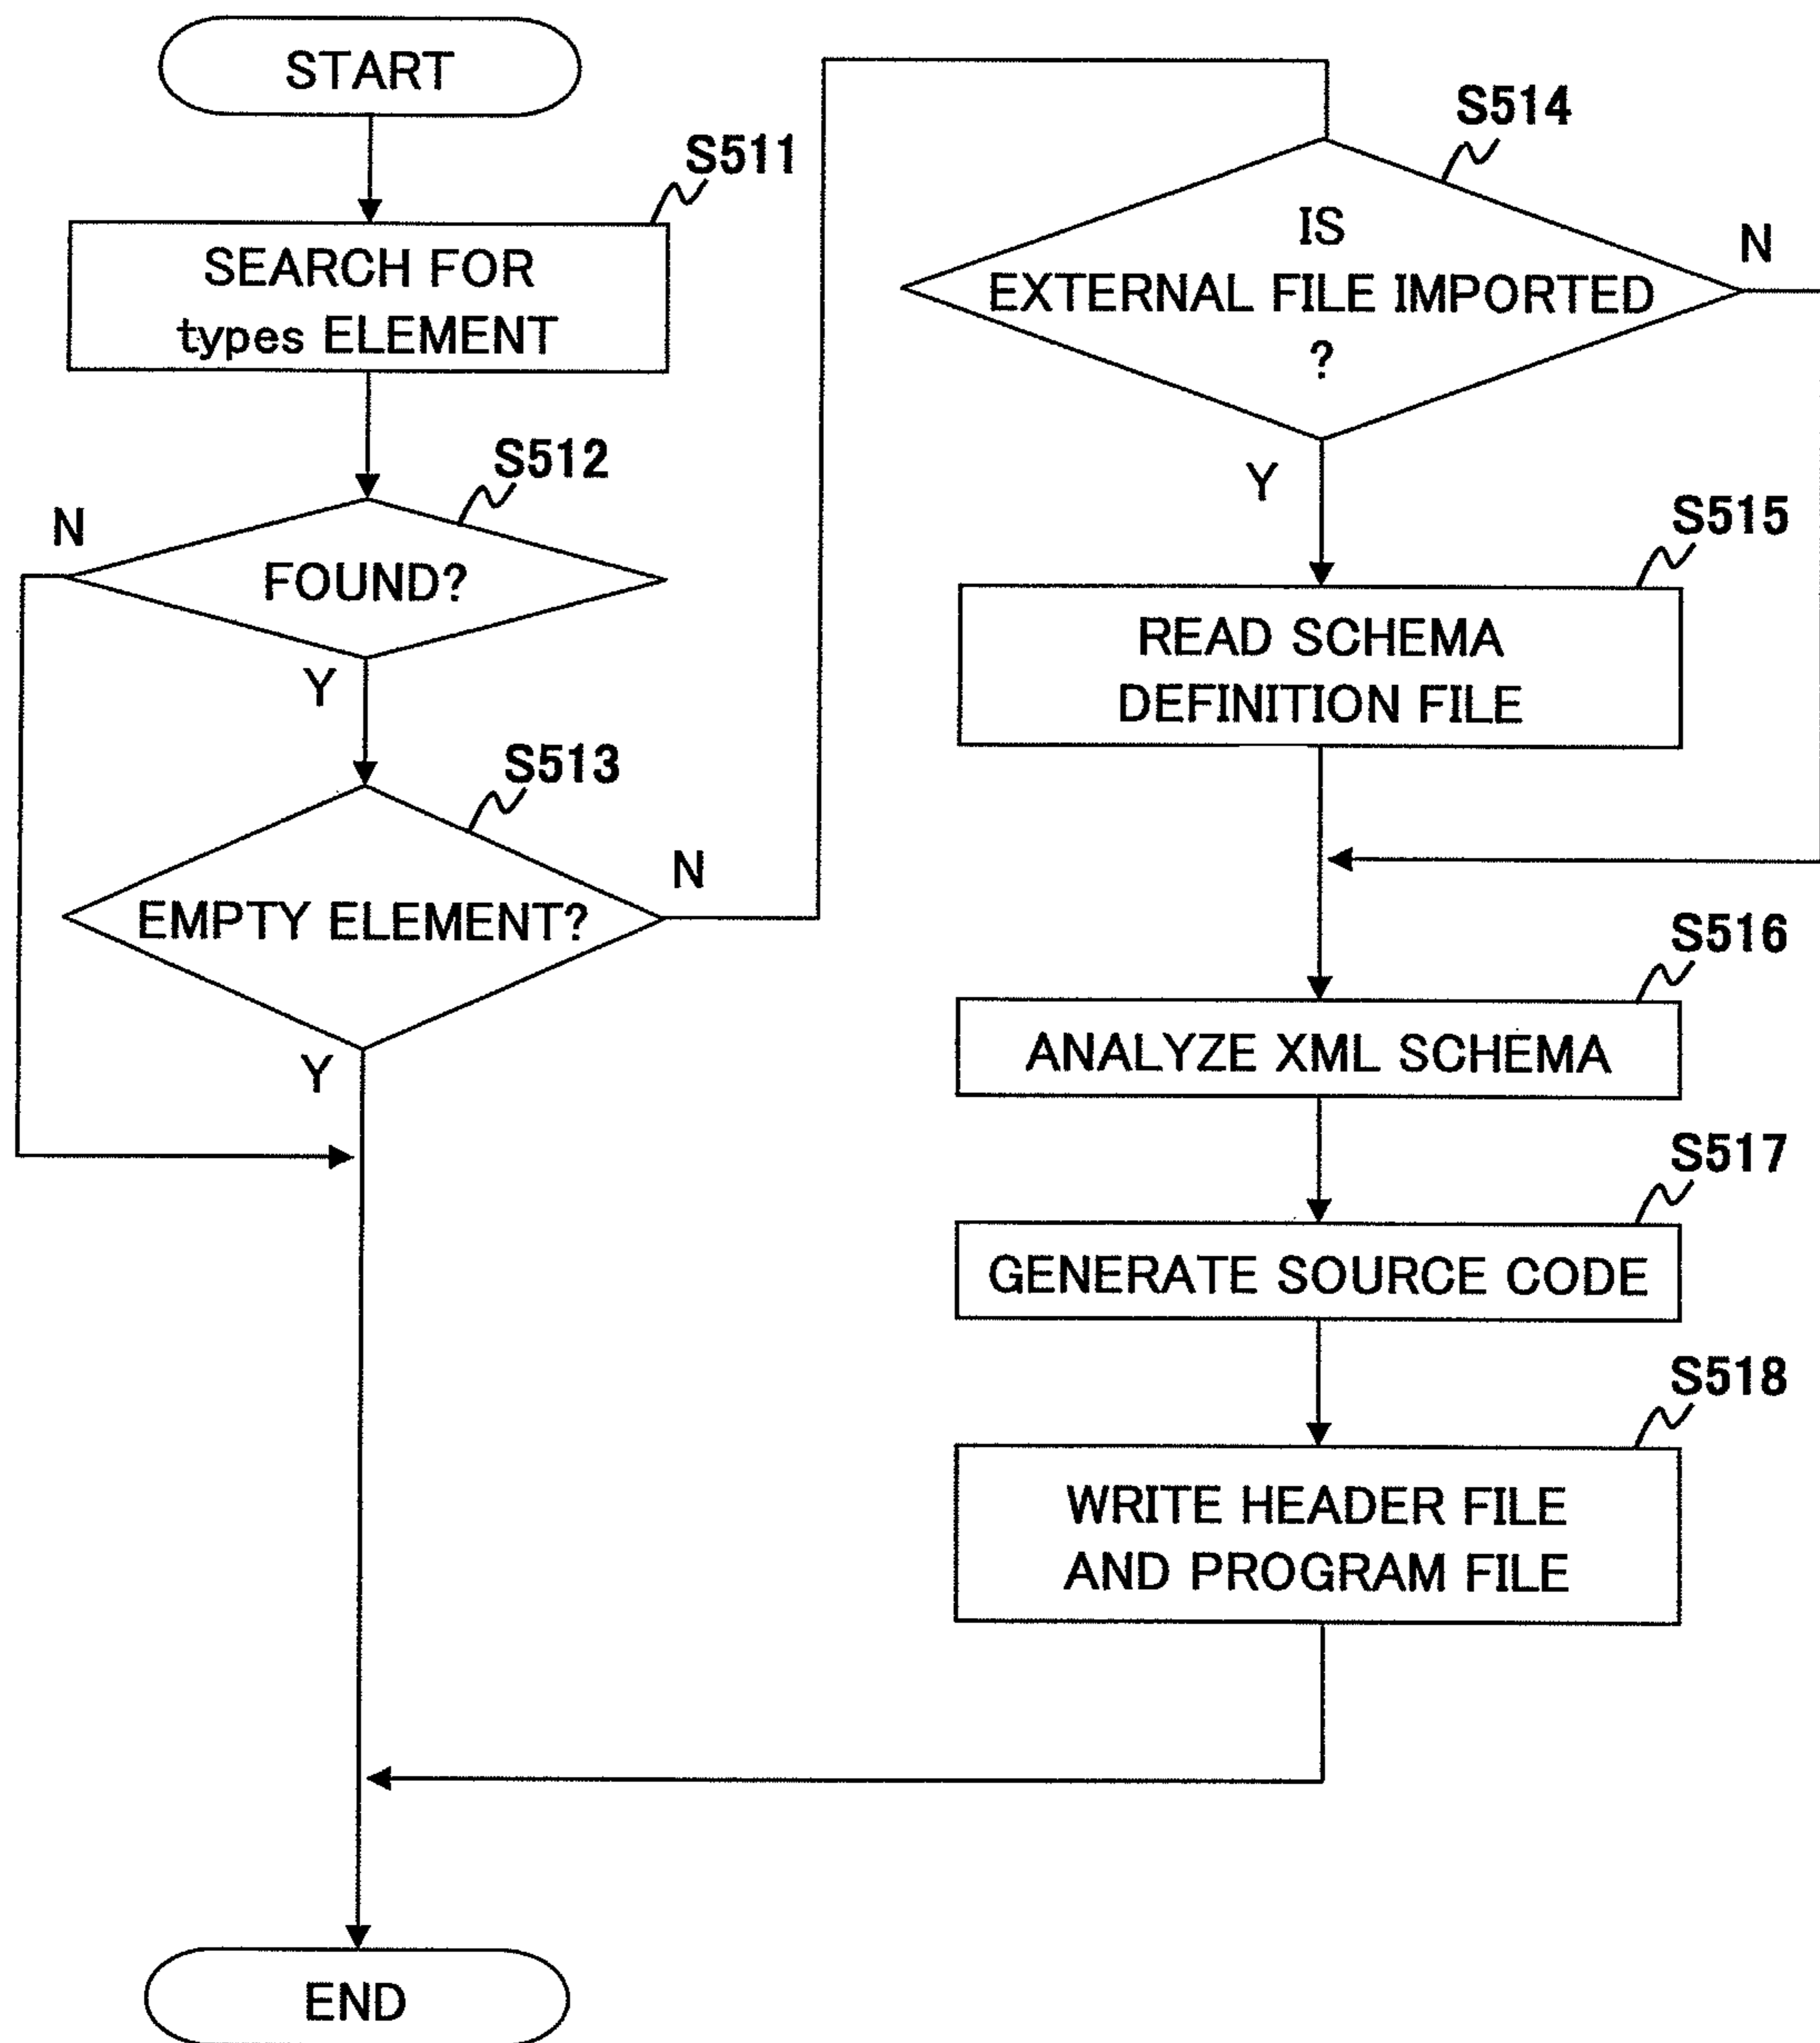 START
S511
SEARCH FOR
types ELEMENT
S512
N
FOUND?
Y
S513
N
EMPTY ELEMENT?
Y
S514
IS
N
EXTERNAL FILE IMPORTED
?
Y
S515
READ SCHEMA
DEFINITION FILE
S516
ANALYZE XML SCHEMA
S517
GENERATE SOURCE CODE
S518
WRITE HEADER FILE
AND PROGRAM FILE
END